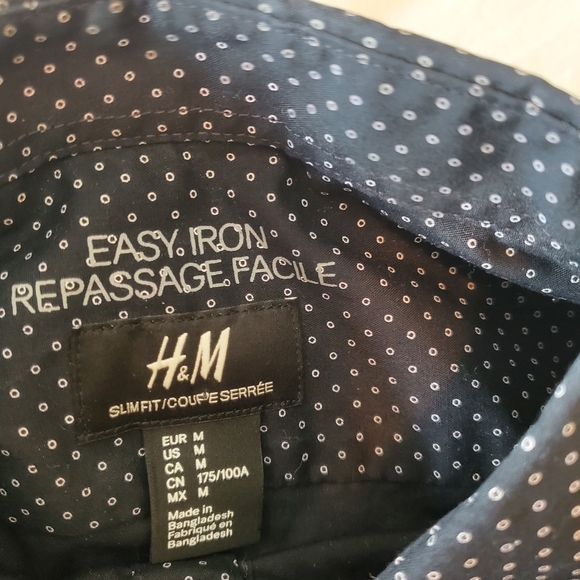 EASY IRON
REPASSAGE FACILE
H&M
SLIM FIT/COUPE SERRÉE
EUR M
US M
CA M
CN 175/100A
MX M
Made in
Bangladesh
Fabriqué en
Bangladesh